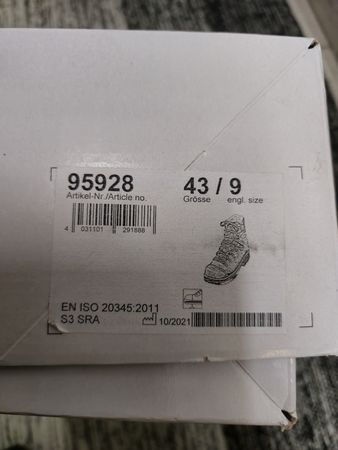 95928 43 / 9
Artikel-Nr./Article no. Grösse engl. size
4 031101 291888
EN ISO 20345:2011
S3 SRA 10/2021